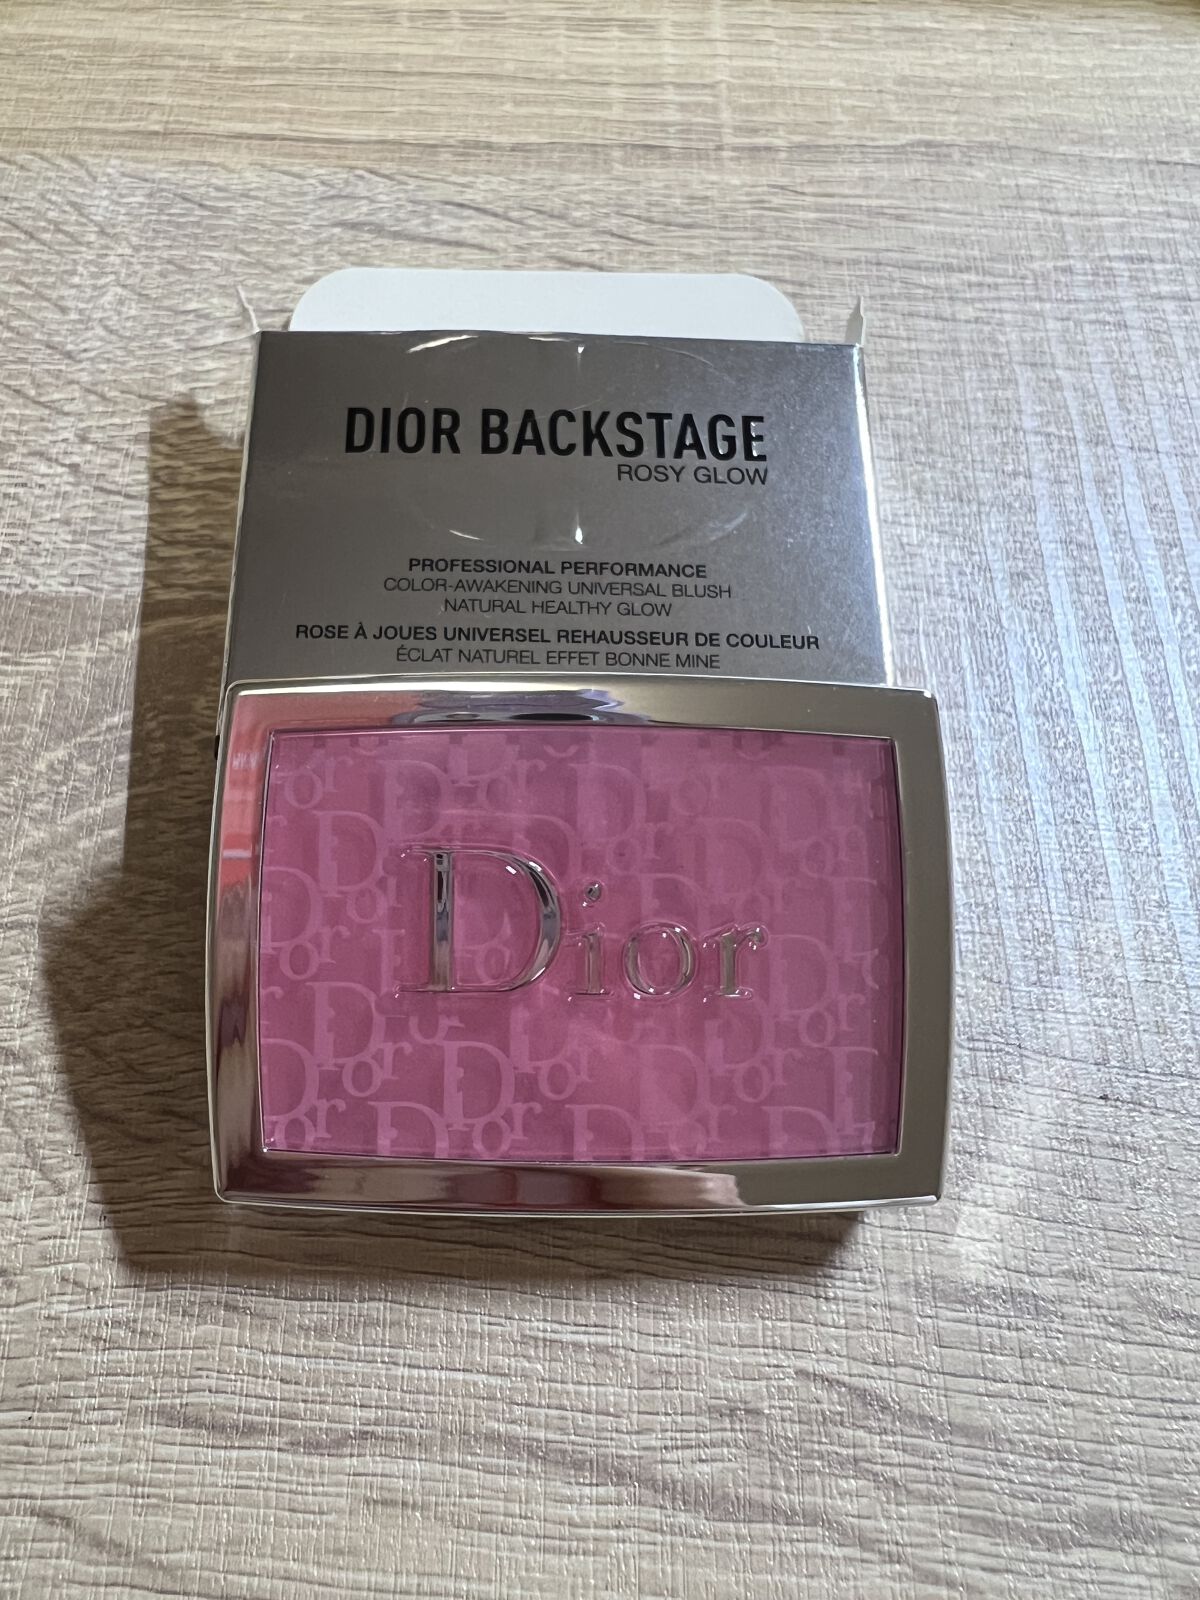 DIOR BACKSTAGE
ROSY GLOW
PROFESSIONAL PERFORMANCE
COLOR-AWAKENING UNIVERSAL BLUSH
NATURAL HEALTHY GLOW
ROSE À JOUES UNIVERSEL REHAUSSEUR DE COULEUR
ÉCLAT NATUREL EFFET BONNE MINE
Dior